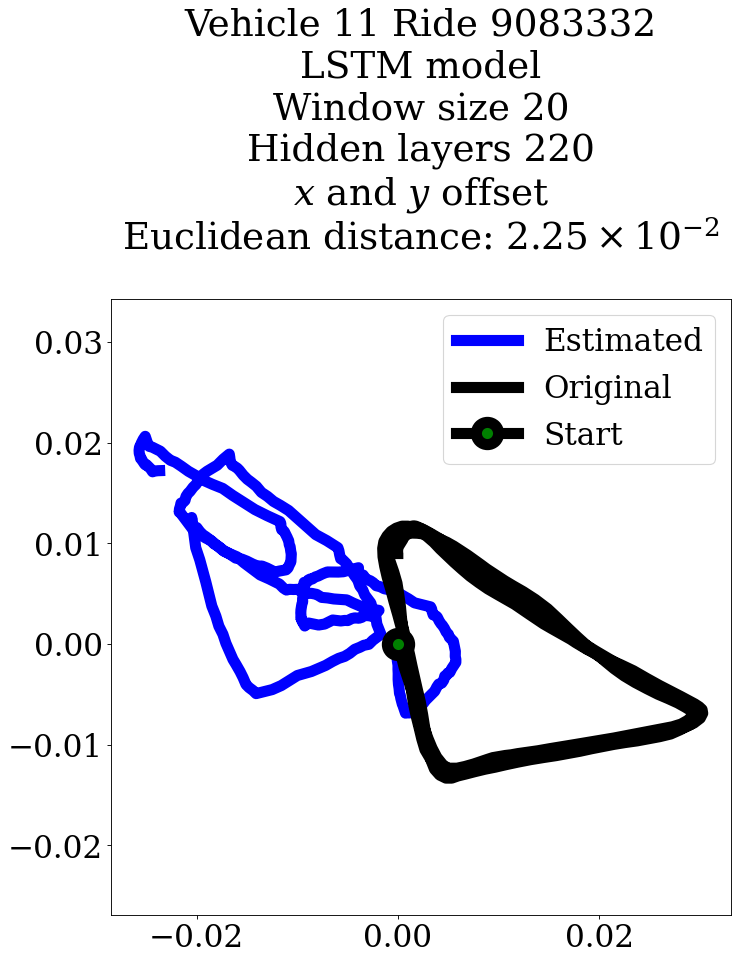 Vehicle 11 Ride 9083332
LSTM model
Window size 20
Hidden layers 220
x and y offset
Euclidean distance: 2.25 × 10⁻²
Estimated
Original
Start
0.03
0.02
0.01
0.00
−0.01
−0.02
−0.02
0.00
0.02